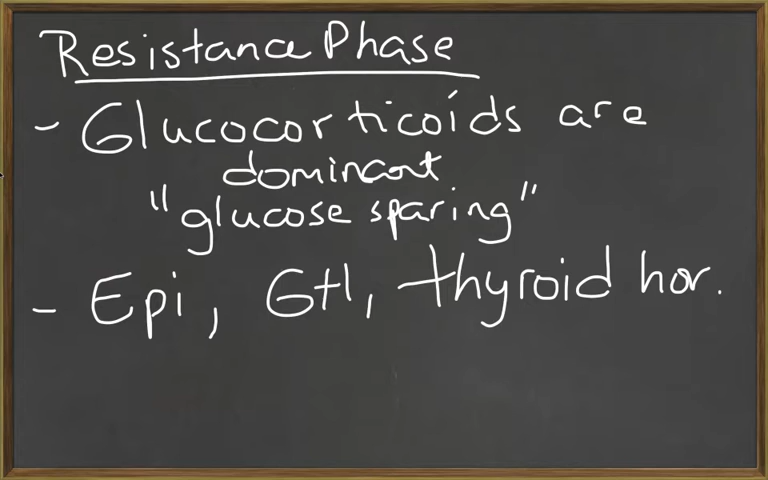 Resistance Phase
- Glucocorticoids are
dominant
"glucose sparing"
- Epi, GH, thyroid hor.